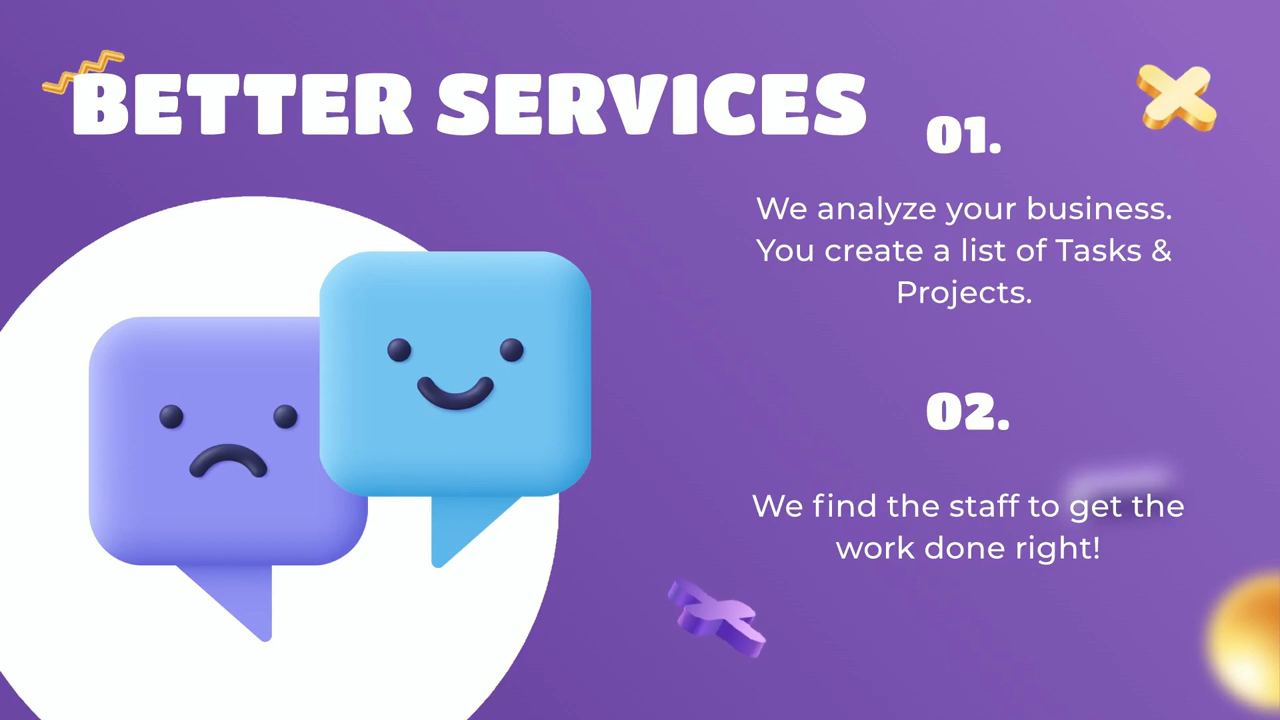 BETTER SERVICES
01.
We analyze your business.
You create a list of Tasks &
Projects.
02.
We find the staff to get the
work done right!